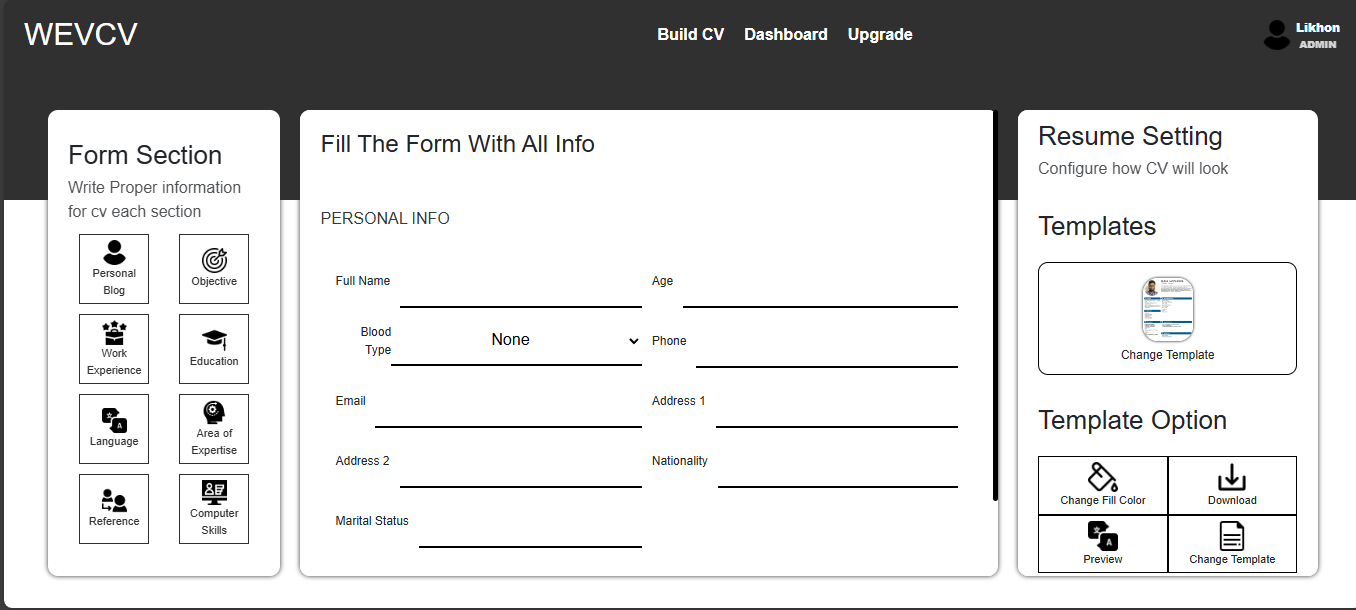 WEVCV
Build CV Dashboard Upgrade
Likhon
ADMIN
Form Section
Write Proper information
for cv each section
Personal
Blog
Objective
Work
Experience
Education
Language
Area of
Expertise
Reference
Computer
Skills
Fill The Form With All Info
PERSONAL INFO
Full Name
Age
Blood
Type
None
Phone
Email
Address 1
Address 2
Nationality
Marital Status
Resume Setting
Configure how CV will look
Templates
Change Template
Template Option
Change Fill Color
Download
Preview
Change Template